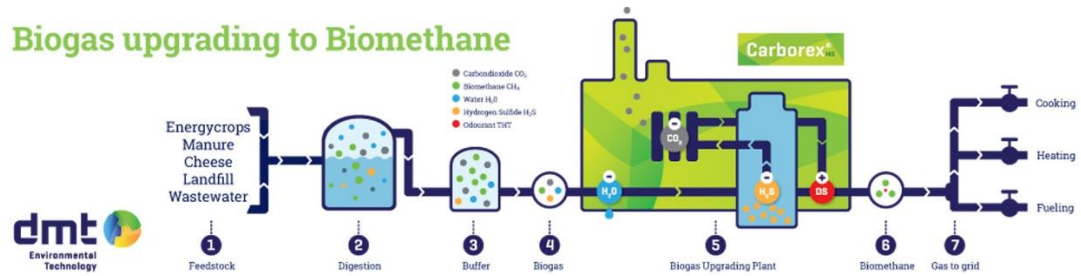 Biogas upgrading to Biomethane
Carborex MS
Carbondioxide CO₂
Biomethane CH₄
Water H₂0
Hydrogen Sulfide H₂S
Odourant THT
Energycrops
Manure
Cheese
Landfill
Wastewater
CO₂
H₂O
H₂S
OS
Cooking
Heating
Fueling
dmt
Environmental
Technology
1
Feedstock
2
Digestion
3
Buffer
4
Biogas
5
Biogas Upgrading Plant
6
Biomethane
7
Gas to grid